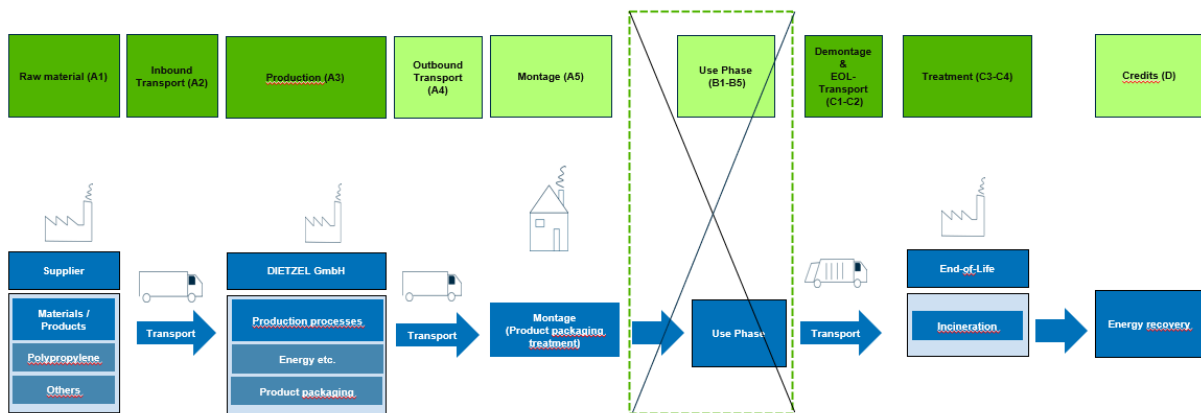 Raw material (A1)
Inbound
Transport (A2)
Production (A3)
Outbound
Transport
(A4)
Montage (A5)
Use Phase
(B1-B5)
Demontage
&
EOL-
Transport
(C1-C2)
Treatment (C3-C4)
Credits (D)
Supplier
Materials /
Products
Polypropylene
Others
Transport
DIETZEL GmbH
Production processes
Energy etc.
Product packaging
Transport
Montage
(Product packaging
treatment)
Use Phase
Transport
End-of-Life
Incineration
Energy recovery